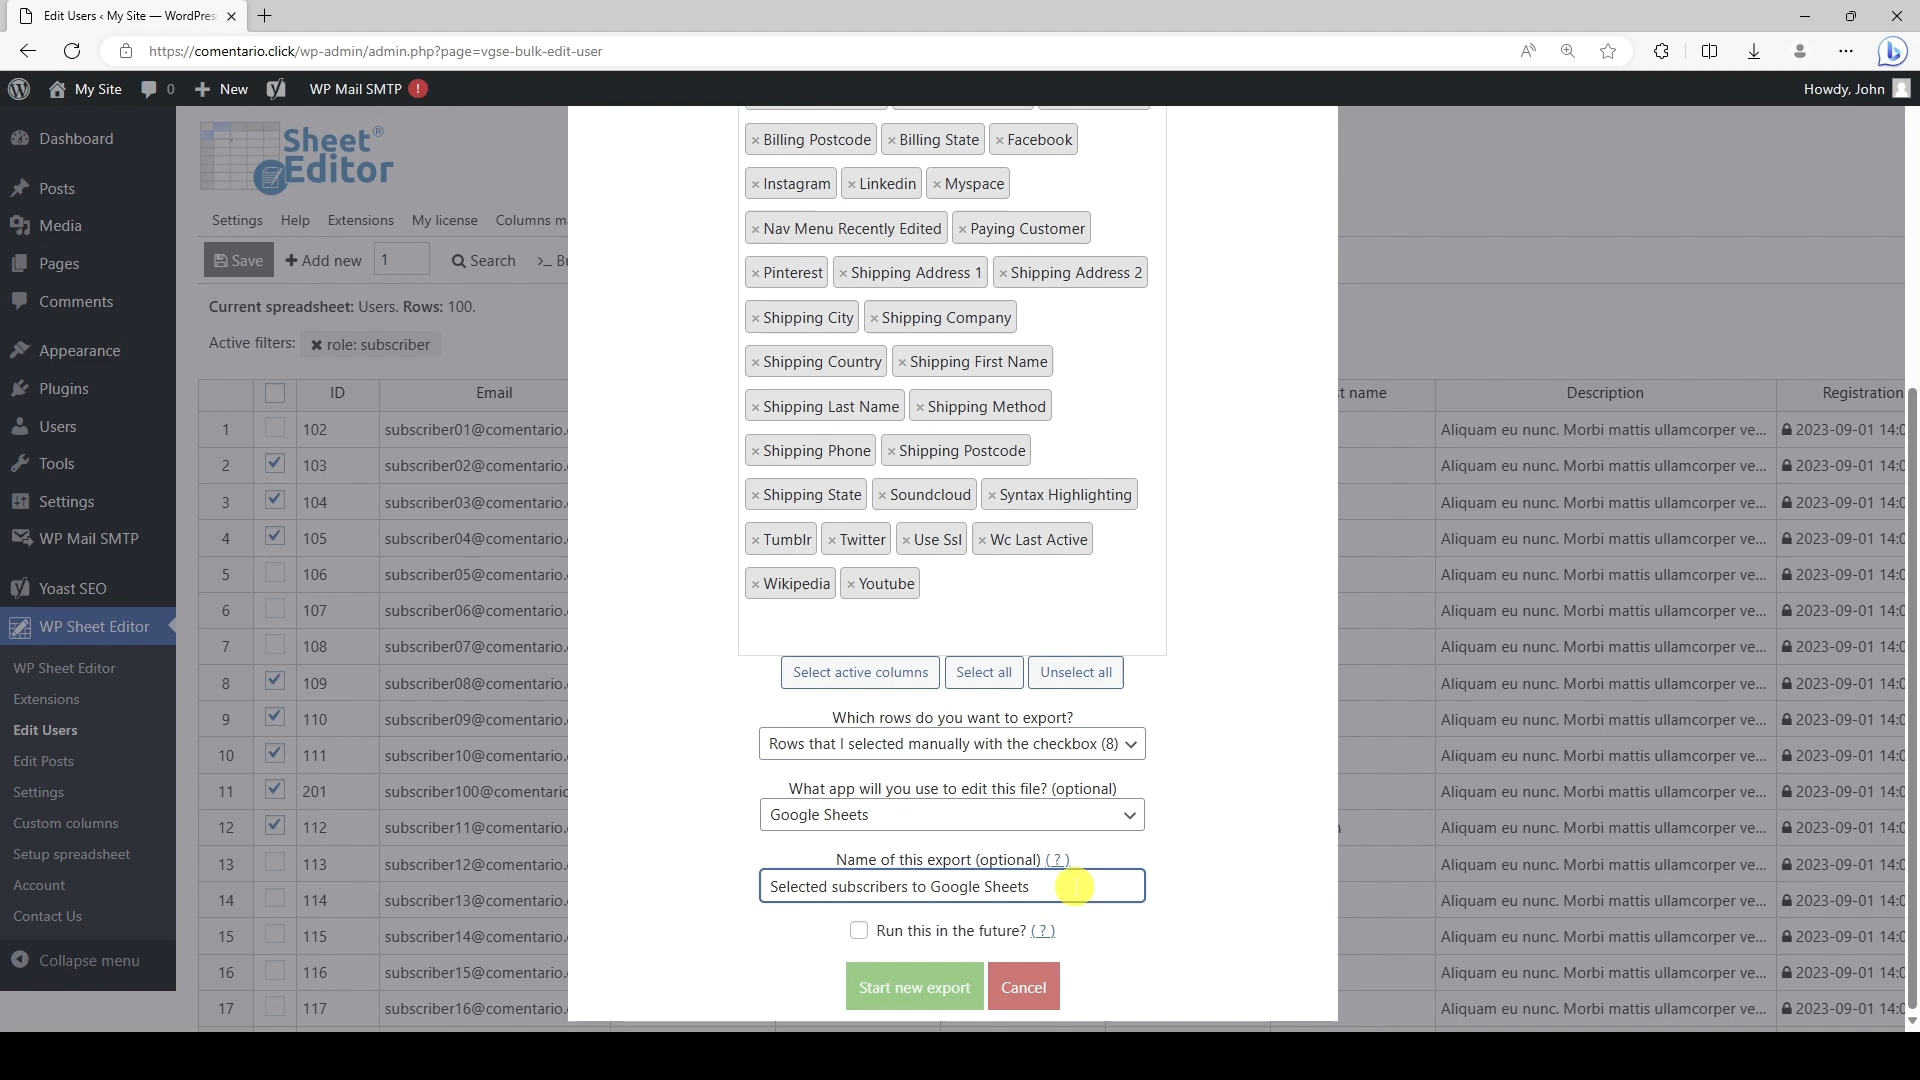 Edit Users ‹ My Site — WordPres
https://comentario.click/wp-admin/admin.php?page=vgse-bulk-edit-user
My Site 0 New WP Mail SMTP ! Howdy, John
Dashboard
Posts
Media
Pages
Comments
Appearance
Plugins
Users
Tools
Settings
WP Mail SMTP
Yoast SEO
WP Sheet Editor
WP Sheet Editor
Extensions
Edit Users
Edit Posts
Settings
Custom columns
Setup spreadsheet
Account
Contact Us
Collapse menu
Sheet®
Editor
Settings Help Extensions My license Columns m
Save Add new 1 Search >_ Bu
Current spreadsheet: Users. Rows: 100.
Active filters: × role: subscriber
ID Email t name Description Registration
1 102 subscriber01@comentario. Aliquam eu nunc. Morbi mattis ullamcorper ve... 2023-09-01 14:0
2 103 subscriber02@comentario. Aliquam eu nunc. Morbi mattis ullamcorper ve... 2023-09-01 14:0
3 104 subscriber03@comentario. Aliquam eu nunc. Morbi mattis ullamcorper ve... 2023-09-01 14:0
4 105 subscriber04@comentario. Aliquam eu nunc. Morbi mattis ullamcorper ve... 2023-09-01 14:0
5 106 subscriber05@comentario. Aliquam eu nunc. Morbi mattis ullamcorper ve... 2023-09-01 14:0
6 107 subscriber06@comentario. Aliquam eu nunc. Morbi mattis ullamcorper ve... 2023-09-01 14:0
7 108 subscriber07@comentario. Aliquam eu nunc. Morbi mattis ullamcorper ve... 2023-09-01 14:0
8 109 subscriber08@comentario. Aliquam eu nunc. Morbi mattis ullamcorper ve... 2023-09-01 14:0
9 110 subscriber09@comentario. Aliquam eu nunc. Morbi mattis ullamcorper ve... 2023-09-01 14:0
10 111 subscriber10@comentario. Aliquam eu nunc. Morbi mattis ullamcorper ve... 2023-09-01 14:0
11 201 subscriber100@comentaric Aliquam eu nunc. Morbi mattis ullamcorper ve... 2023-09-01 14:0
12 112 subscriber11@comentario. Aliquam eu nunc. Morbi mattis ullamcorper ve... 2023-09-01 14:0
13 113 subscriber12@comentario. Aliquam eu nunc. Morbi mattis ullamcorper ve... 2023-09-01 14:0
14 114 subscriber13@comentario. Aliquam eu nunc. Morbi mattis ullamcorper ve... 2023-09-01 14:0
15 115 subscriber14@comentario. Aliquam eu nunc. Morbi mattis ullamcorper ve... 2023-09-01 14:0
16 116 subscriber15@comentario. Aliquam eu nunc. Morbi mattis ullamcorper ve... 2023-09-01 14:0
17 117 subscriber16@comentario. Aliquam eu nunc. Morbi mattis ullamcorper ve... 2023-09-01 14:0
× Billing Postcode × Billing State × Facebook
× Instagram × Linkedin × Myspace
× Nav Menu Recently Edited × Paying Customer
× Pinterest × Shipping Address 1 × Shipping Address 2
× Shipping City × Shipping Company
× Shipping Country × Shipping First Name
× Shipping Last Name × Shipping Method
× Shipping Phone × Shipping Postcode
× Shipping State × Soundcloud × Syntax Highlighting
× Tumblr × Twitter × Use Ssl × Wc Last Active
× Wikipedia × Youtube
Select active columns Select all Unselect all
Which rows do you want to export?
Rows that I selected manually with the checkbox (8)
What app will you use to edit this file? (optional)
Google Sheets
Name of this export (optional) ( ? )
Selected subscribers to Google Sheets
Run this in the future? ( ? )
Start new export Cancel